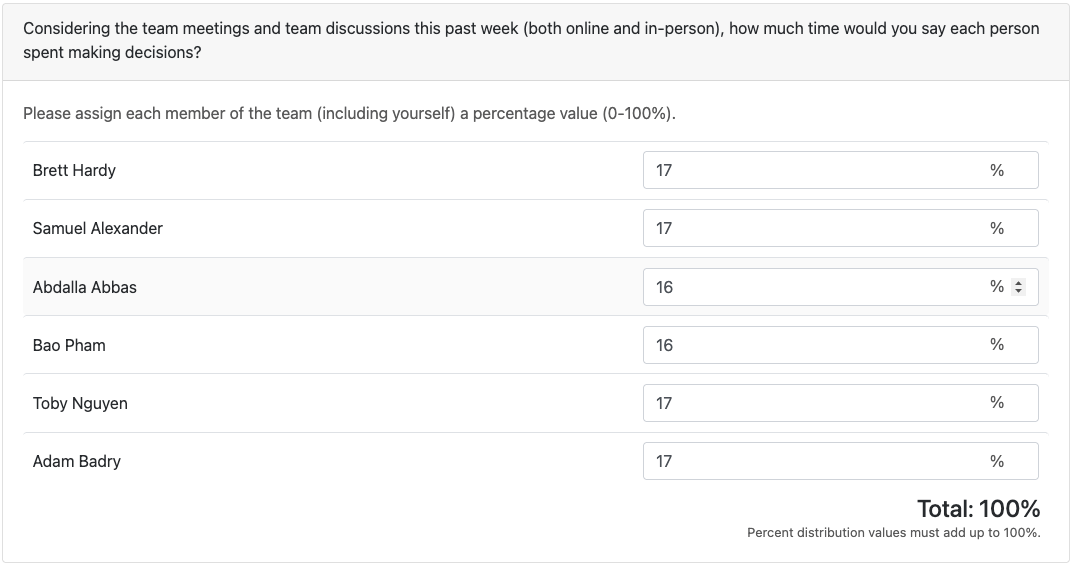 Considering the team meetings and team discussions this past week (both online and in-person), how much time would you say each person
spent making decisions?
Please assign each member of the team (including yourself) a percentage value (0-100%).
Brett Hardy 17 %
Samuel Alexander 17 %
Abdalla Abbas 16 %
Bao Pham 16 %
Toby Nguyen 17 %
Adam Badry 17 %
Total: 100%
Percent distribution values must add up to 100%.